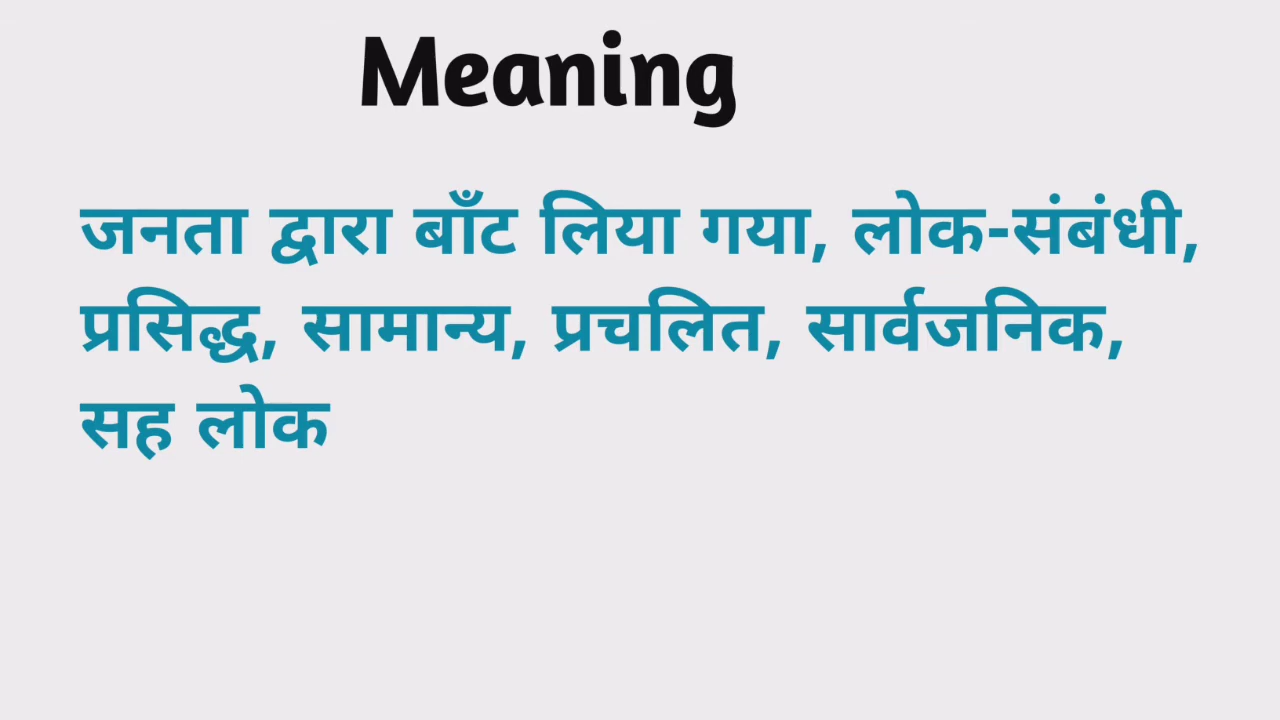 Meaning
जनता द्वारा बाँट लिया गया, लोक-संबंधी,
प्रसिद्ध, सामान्य, प्रचलित, सार्वजनिक,
सह लोक